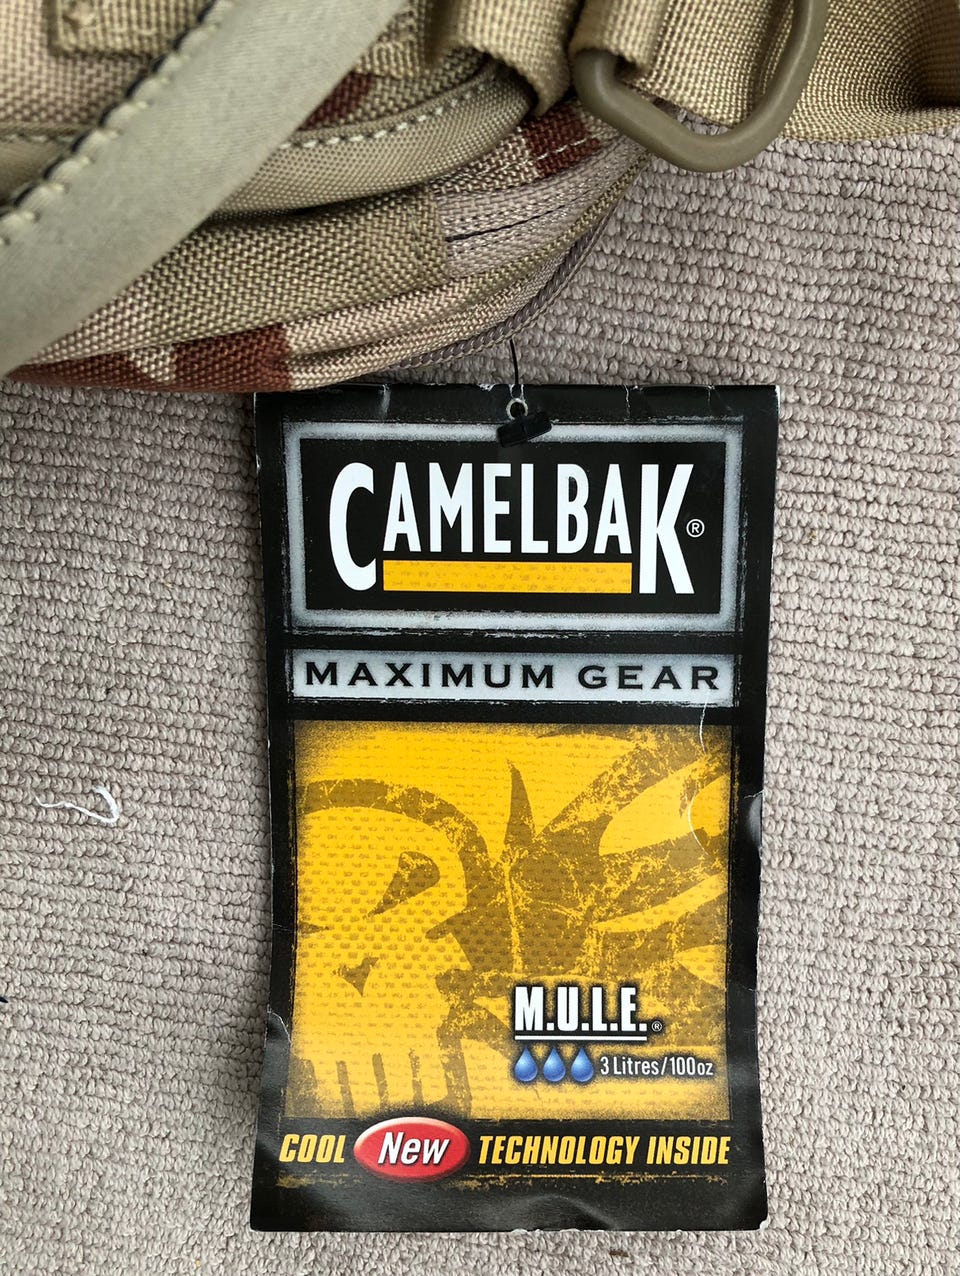 CAMELBAK®
MAXIMUM GEAR
M.U.L.E.®
3 Litres/100oz
COOL New TECHNOLOGY INSIDE